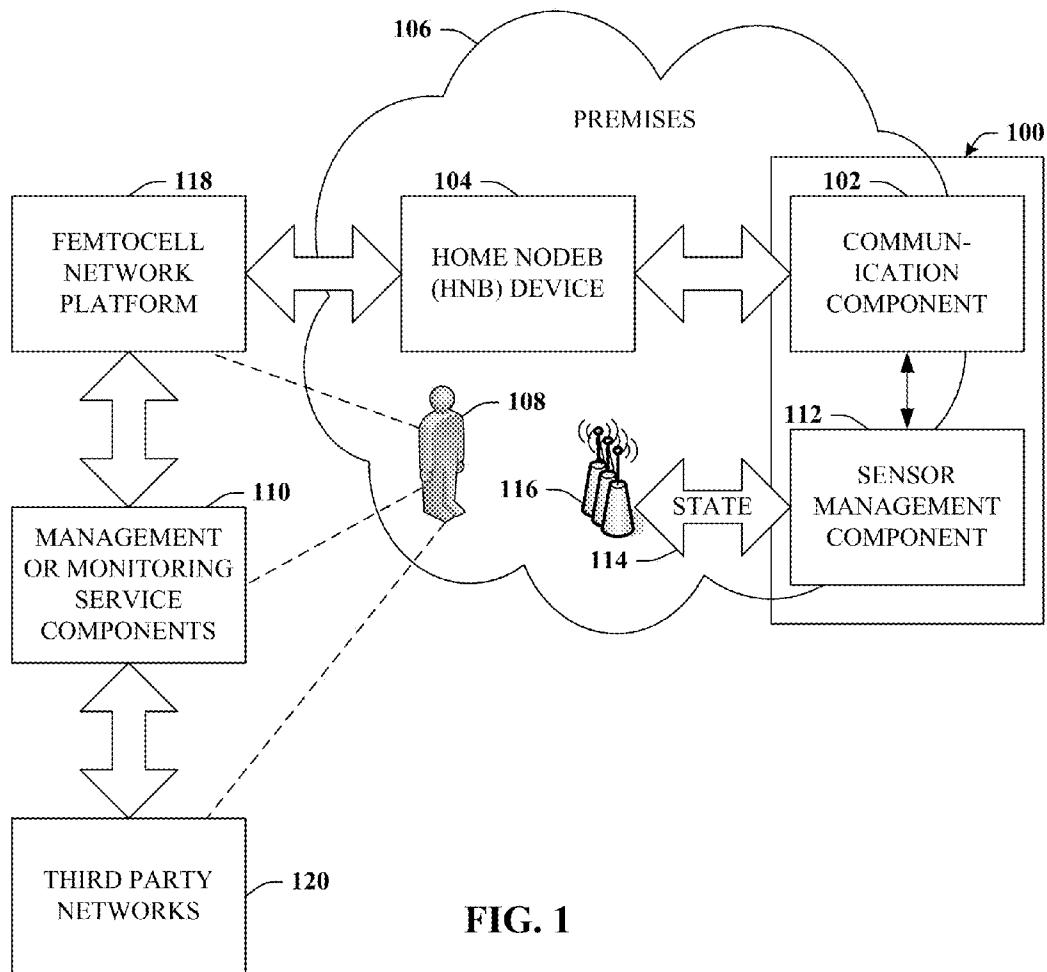 106
PREMISES
100
118
104
102
FEMTOCELL
NETWORK
PLATFORM
HOME NODEB
(HNB) DEVICE
COMMUN-
ICATION
COMPONENT
108
112
110
116
STATE
114
SENSOR
MANAGEMENT
COMPONENT
MANAGEMENT
OR MONITORING
SERVICE
COMPONENTS
THIRD PARTY
NETWORKS
120
FIG. 1